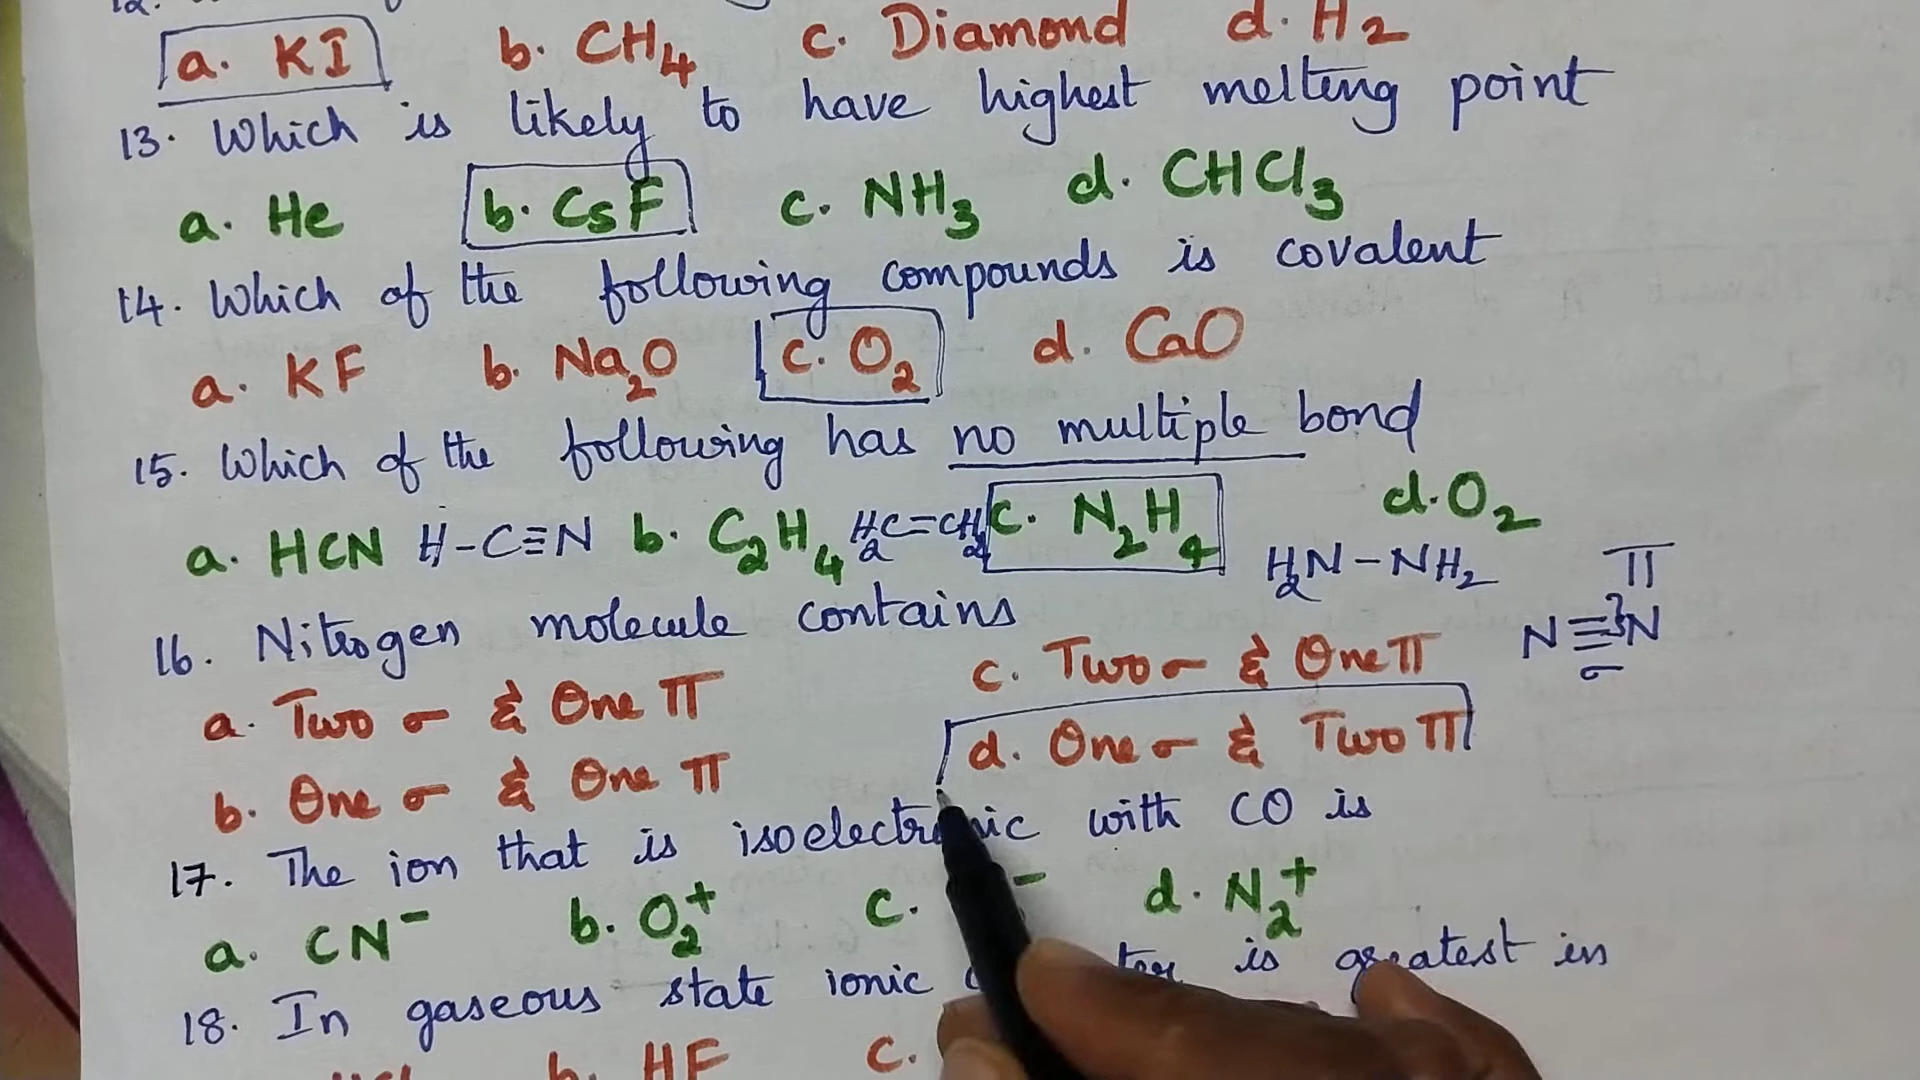 12.
a. KI b. CH4 c. Diamond d. H2
13. Which is likely to have highest melting point
a. He b. CsF c. NH3 d. CHCl3
14. Which of the following compounds is covalent
a. KF b. Na2O c. O2 d. CaO
15. Which of the following has no multiple bond
a. HCN H-C≡N b. C2H4 H2C=CH2 c. N2H4 d. O2
H2N-NH2
π
N≡N
σ
16. Nitrogen molecule contains
a. Two σ & One π c. Two σ & One π
b. One σ & One π d. One σ & Two π
17. The ion that is isoelectronic with CO is
a. CN⁻ b. O2⁺ c. ⁻ d. N2⁺
18. In gaseous state ionic is greatest in
b. HF c.